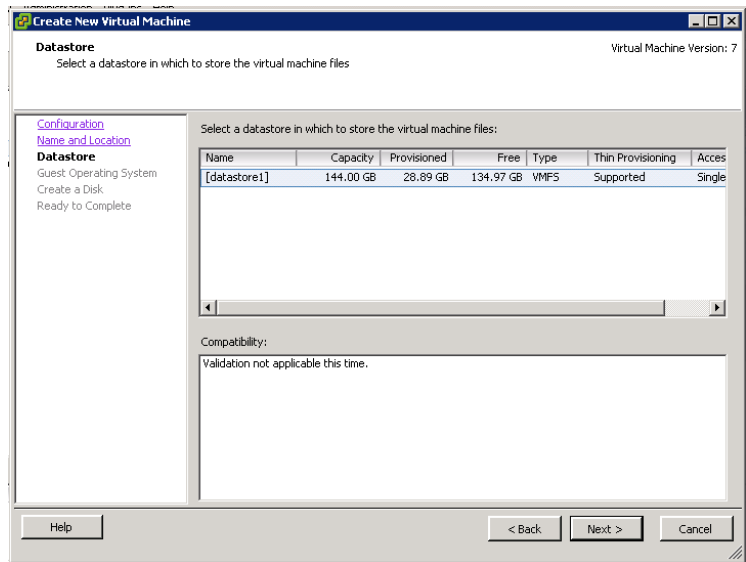 Create New Virtual Machine
Datastore
Virtual Machine Version: 7
Select a datastore in which to store the virtual machine files
Configuration
Name and Location
Datastore
Guest Operating System
Create a Disk
Ready to Complete
Select a datastore in which to store the virtual machine files:
Name Capacity Provisioned Free Type Thin Provisioning Acces
[datastore1] 144.00 GB 28.89 GB 134.97 GB VMFS Supported Single
Compatibility:
Validation not applicable this time.
Help < Back Next > Cancel